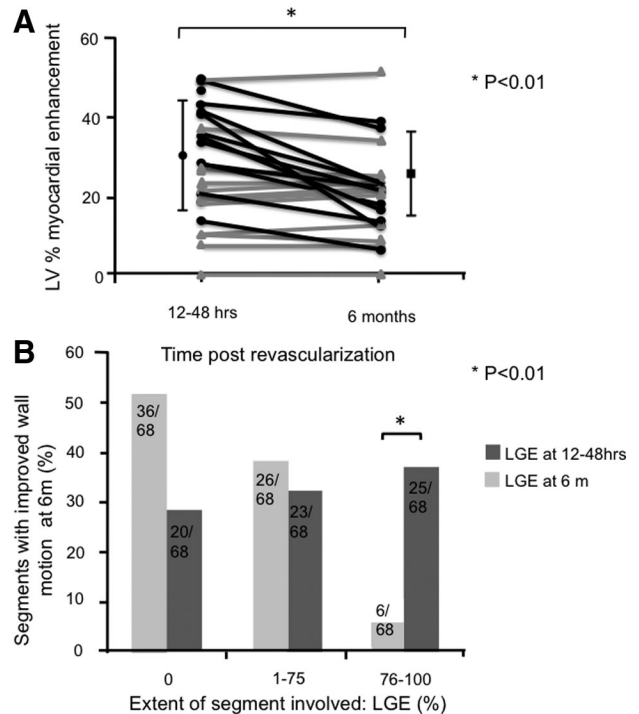 A
*
* P<0.01
LV % myocardial enhancement
60
40
20
0
12-48 hrs
6 months
Time post revascularization
B
* P<0.01
Segments with improved wall
motion at 6m (%)
60
50
40
30
20
10
0
36/
68
20/
68
26/
68
23/
68
6/
68
*
25/
68
LGE at 12-48hrs
LGE at 6 m
0
1-75
76-100
Extent of segment involved: LGE (%)